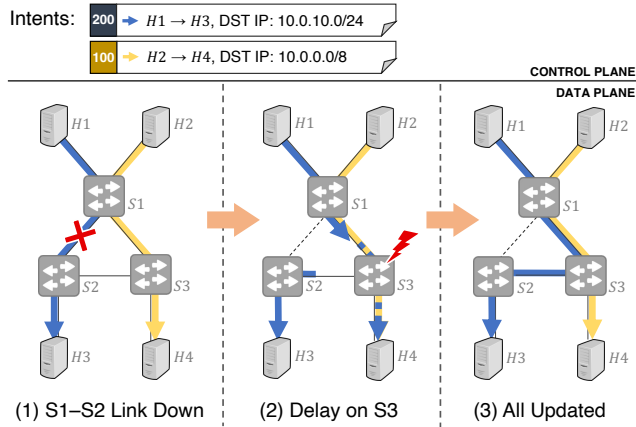 Intents:
200 H1 → H3, DST IP: 10.0.10.0/24
100 H2 → H4, DST IP: 10.0.0.0/8
CONTROL PLANE
DATA PLANE
H1 H2 H1 H2 H1 H2
S1 S1 S1
S2 S3 S2 S3 S2 S3
H3 H4 H3 H4 H3 H4
(1) S1–S2 Link Down (2) Delay on S3 (3) All Updated